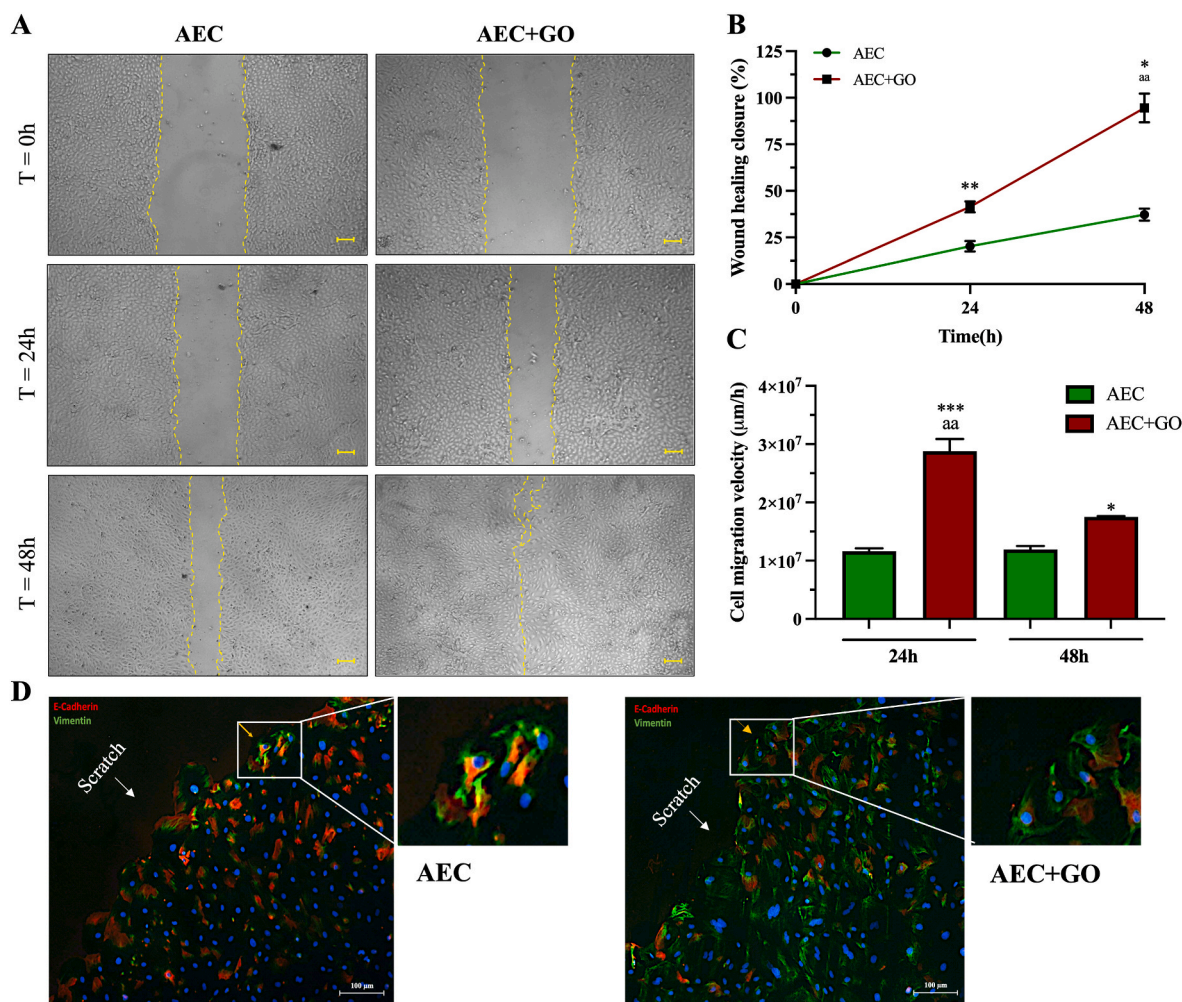 A
AEC
AEC+GO
T = 0h
T = 24h
T = 48h
B
AEC
AEC+GO
Wound healing closure (%)
125
100
75
50
25
0
**
*
aa
0
24
48
Time(h)
C
AEC
AEC+GO
Cell migration velocity (μm/h)
4×10⁷
3×10⁷
2×10⁷
1×10⁷
0
***
aa
*
24h
48h
D
E-Cadherin
Vimentin
Scratch
100 μm
AEC
E-Cadherin
Vimentin
Scratch
100 μm
AEC+GO